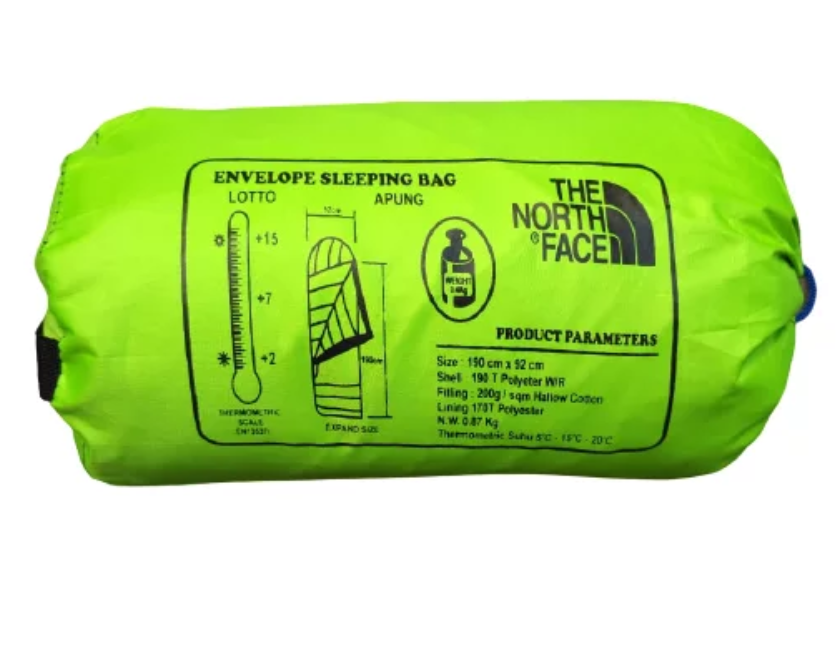 ENVELOPE SLEEPING BAG
LOTTO
APUNG
+15
+7
+2
THERMOMETRIC
SCALE
190cm
EXPAND SIZE
WEIGHT
THE
NORTH
®FACE
PRODUCT PARAMETERS
Size : 190 cm x 92 cm
Shell : 190 T Polyeter W/R
Filling : 200g / sqm Hallow Cotton
Lining 170T Polyester
N.W. 0.87 Kg
Thermometric Suhu 5°C - 15°C - 20°C